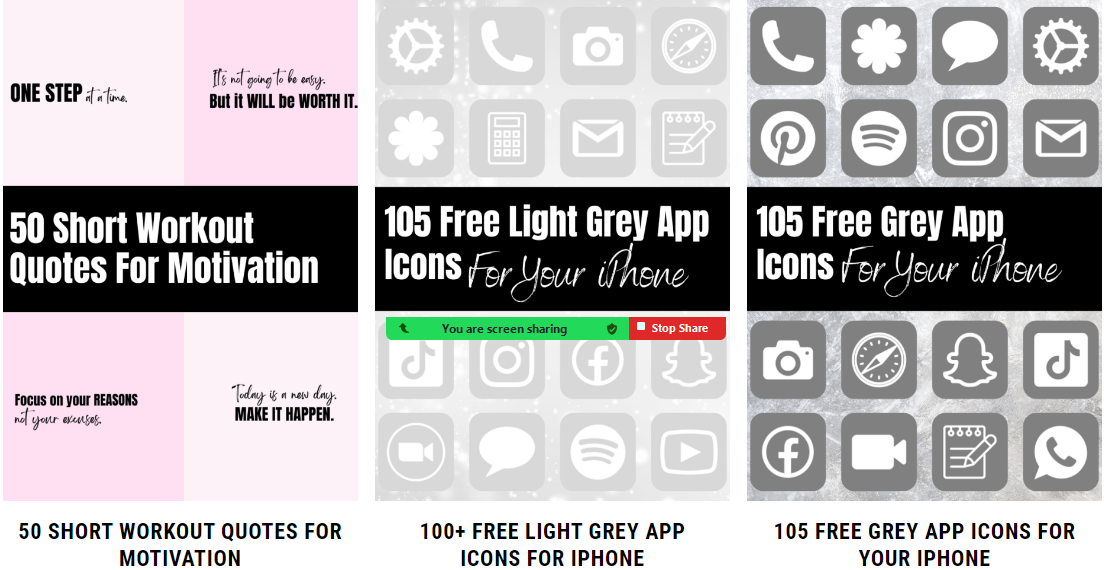 ONE STEP at a time.
It's not going to be easy.
But it WILL be WORTH IT.
50 Short Workout
Quotes For Motivation
Focus on your REASONS
not your excuses.
Today is a new day.
MAKE IT HAPPEN.
50 SHORT WORKOUT QUOTES FOR
MOTIVATION
105 Free Light Grey App
Icons For Your iPhone
You are screen sharing
Stop Share
100+ FREE LIGHT GREY APP
ICONS FOR IPHONE
105 Free Grey App
Icons For Your iPhone
105 FREE GREY APP ICONS FOR
YOUR IPHONE